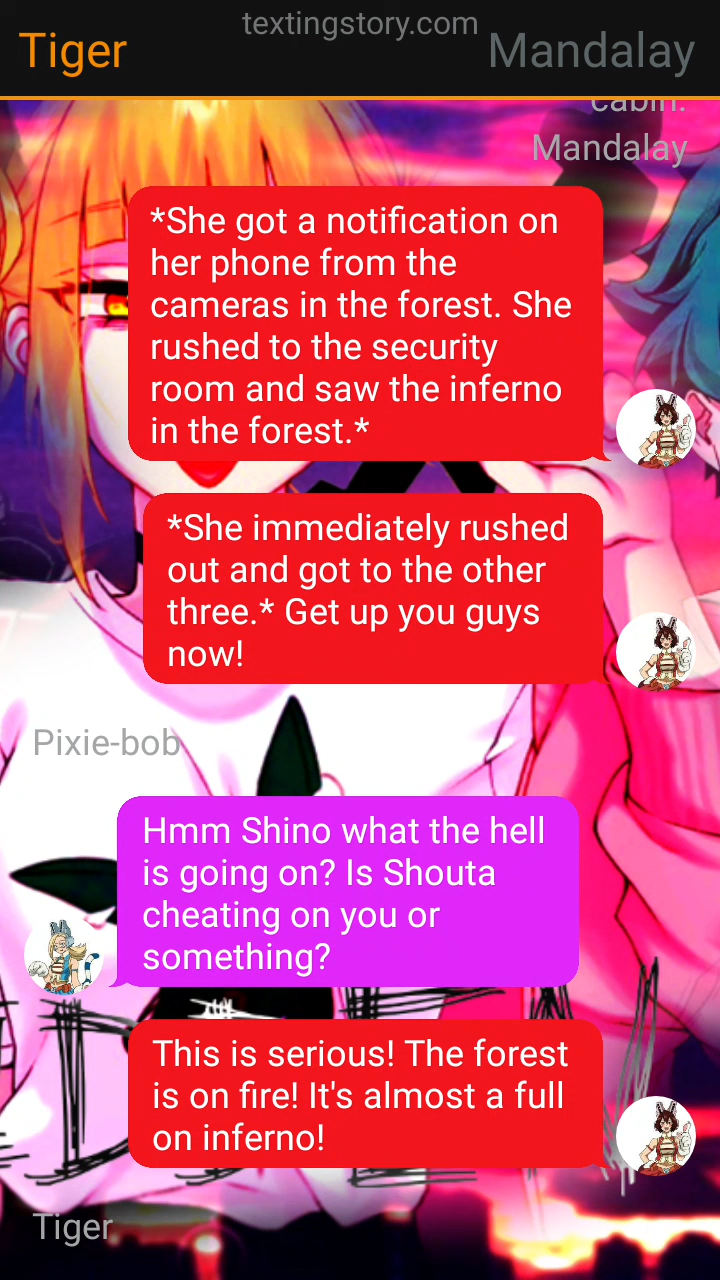 textingstory.com
Tiger
Mandalay
cabin.
Mandalay
*She got a notification on
her phone from the
cameras in the forest. She
rushed to the security
room and saw the inferno
in the forest.*
*She immediately rushed
out and got to the other
three.* Get up you guys
now!
Pixie-bob
Hmm Shino what the hell
is going on? Is Shouta
cheating on you or
something?
This is serious! The forest
is on fire! It's almost a full
on inferno!
Tiger